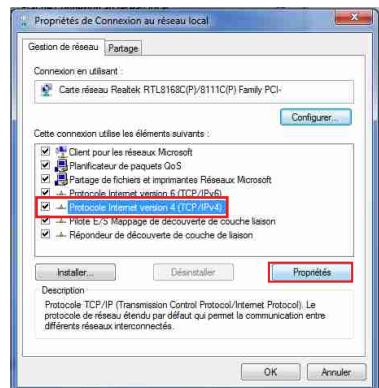 Propriétés de Connexion au réseau local
Gestion de réseau Partage
Connexion en utilisant :
Carte réseau Realtek RTL8168C(P)/8111C(P) Family PCI-
Configurer...
Cette connexion utilise les éléments suivants :
Client pour les réseaux Microsoft
Planificateur de paquets QoS
Partage de fichiers et imprimantes Réseaux Microsoft
Protocole Internet version 6 (TCP/IPv6)
Protocole Internet version 4 (TCP/IPv4)
Pilote E/S Mappage de découverte de couche liaison
Répondeur de découverte de couche de liaison
Installer... Désinstaller Propriétés
Description
Protocole TCP/IP (Transmission Control Protocol/Internet Protocol). Le
protocole de réseau étendu par défaut qui permet la communication entre
différents réseaux interconnectés.
OK Annuler